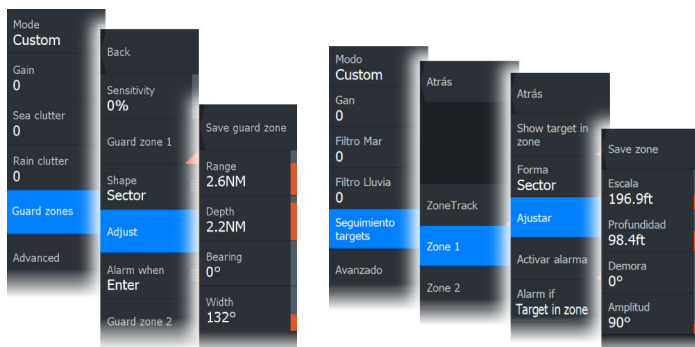 Mode
Custom
Gain
0
Sea clutter
0
Rain clutter
0
Guard zones
Advanced
Back
Sensitivity
0%
Guard zone 1
Shape
Sector
Adjust
Alarm when
Enter
Guard zone 2
Save guard zone
Range
2.6NM
Depth
2.2NM
Bearing
0°
Width
132°
Modo
Custom
Gan
0
Filtro Mar
0
Filtro Lluvia
0
Seguimiento
targets
Avanzado
Atrás
ZoneTrack
Zone 1
Zone 2
Atrás
Show target in
zone
Forma
Sector
Ajustar
Activar alarma
Alarm if
Target in zone
Save zone
Escala
196.9ft
Profundidad
98.4ft
Demora
0°
Amplitud
90°